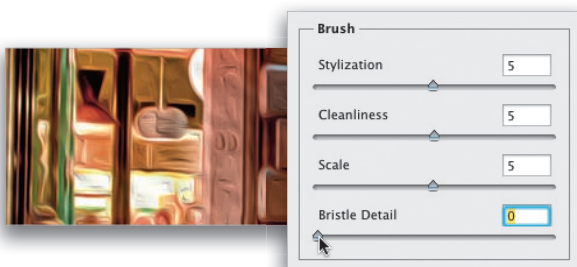 Brush
Stylization 5
Cleanliness 5
Scale 5
Bristle Detail 0